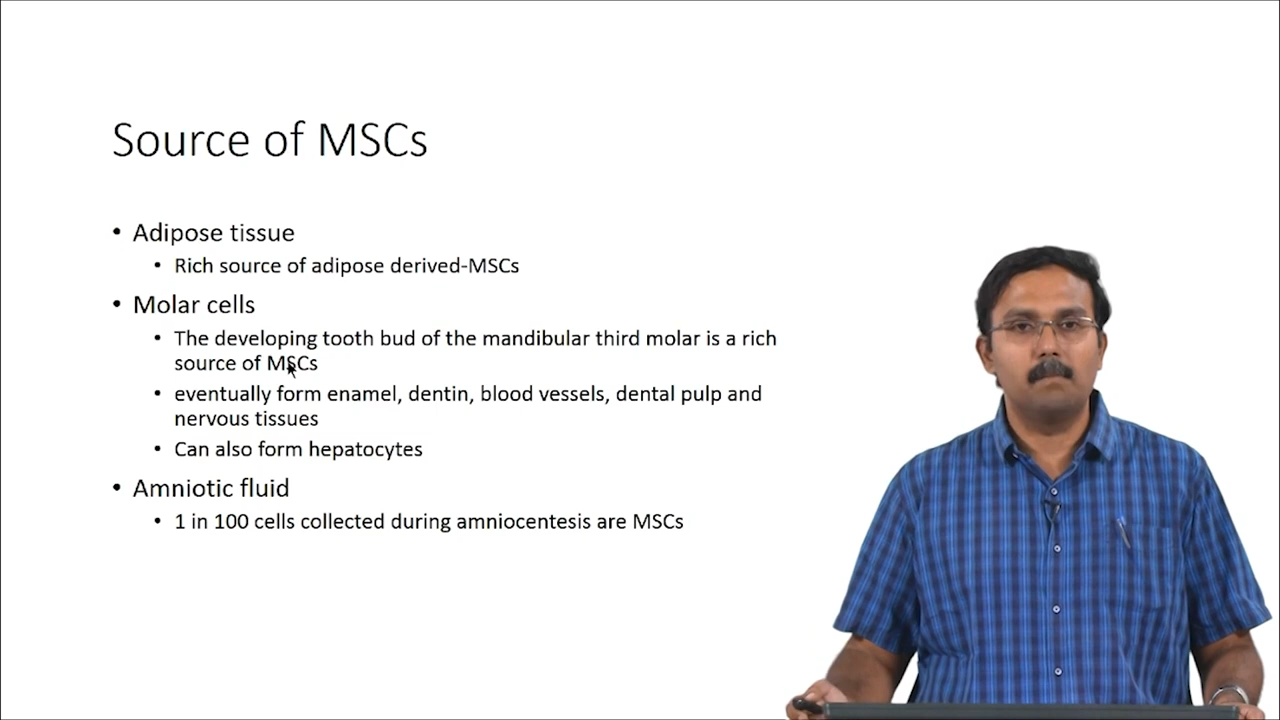 Source of MSCs
• Adipose tissue
• Rich source of adipose derived-MSCs
• Molar cells
• The developing tooth bud of the mandibular third molar is a rich
source of MSCs
• eventually form enamel, dentin, blood vessels, dental pulp and
nervous tissues
• Can also form hepatocytes
• Amniotic fluid
• 1 in 100 cells collected during amniocentesis are MSCs